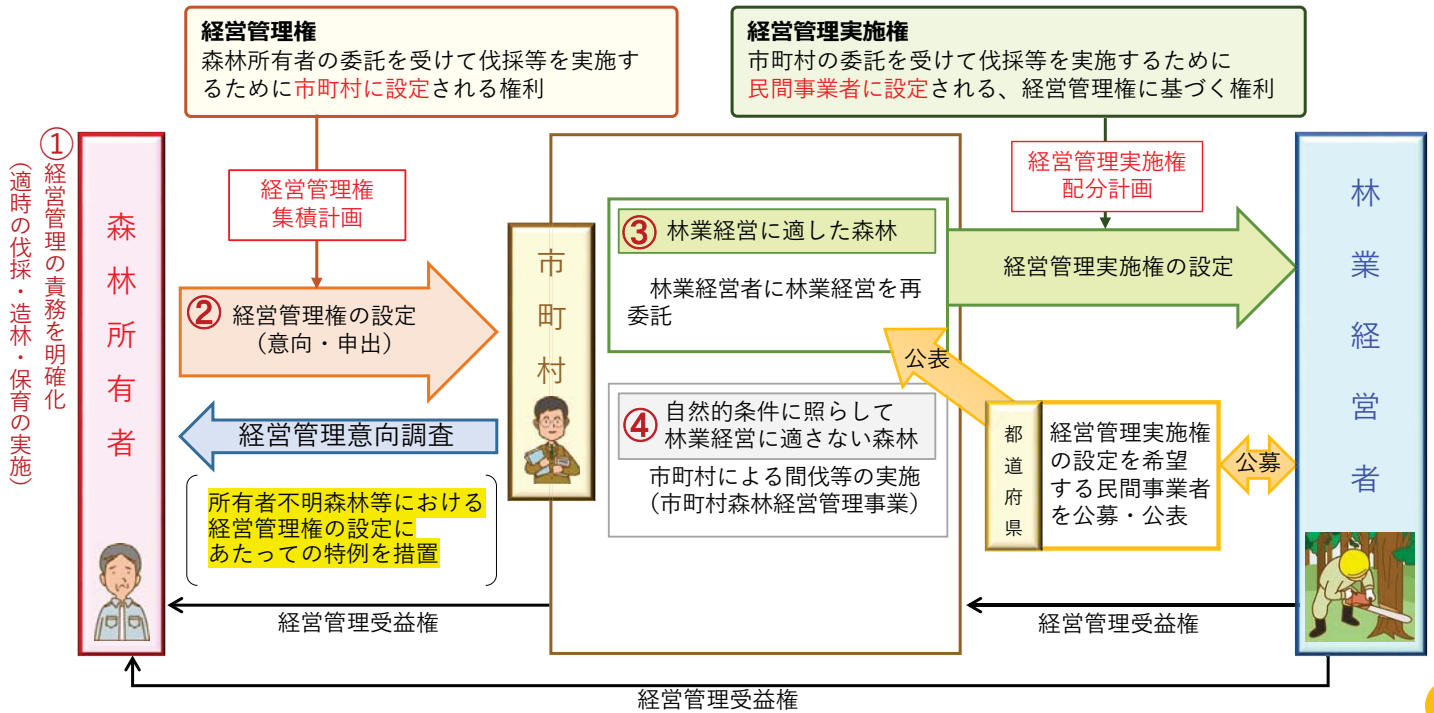 経営管理権
森林所有者の委託を受けて伐採等を実施す
るために市町村に設定される権利
経営管理実施権
市町村の委託を受けて伐採等を実施するために
民間事業者に設定される、経営管理権に基づく権利
①経営管理の責務を明確化
（適時の伐採・造林・保育の実施）
森林所有者
経営管理権
集積計画
② 経営管理権の設定
（意向・申出）
経営管理意向調査
所有者不明森林等における
経営管理権の設定に
あたっての特例を措置
市町村
③ 林業経営に適した森林
林業経営者に林業経営を再
委託
④ 自然的条件に照らして
林業経営に適さない森林
市町村による間伐等の実施
（市町村森林経営管理事業）
経営管理実施権
配分計画
経営管理実施権の設定
公表
都道府県
経営管理実施権
の設定を希望
する民間事業者
を公募・公表
公募
林業経営者
経営管理受益権
経営管理受益権
経営管理受益権